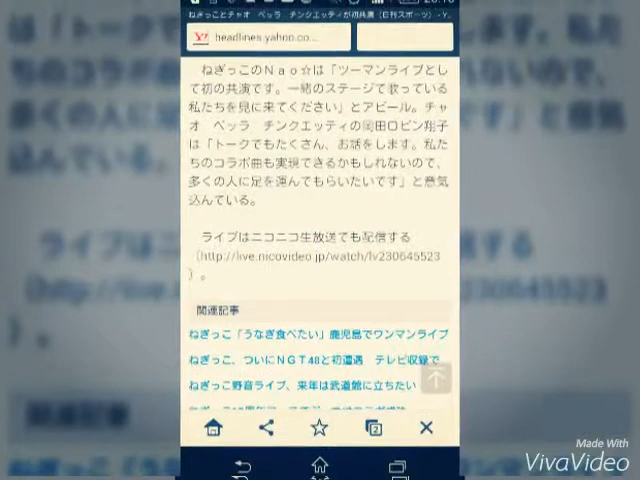 ねぎっことチャオ　ベッラ　チンクエッティが初共演（日刊スポーツ）- Y…
Y! headlines.yahoo.co...
ねぎっこのＮａｏ☆は「ツーマンライブとし
て初の共演です。一緒のステージで歌っている
私たちを見に来てください」とアピール。チャ
オ　ベッラ　チンクエッティの岡田ロビン翔子
は「トークでもたくさん、お話をします。私た
ちのコラボ曲も実現できるかもしれないので、
多くの人に足を運んでもらいたいです」と意気
込んでいる。
ライブはニコニコ生放送でも配信する
（http://live.nicovideo.jp/watch/lv230645523
）。
関連記事
ねぎっこ「うなぎ食べたい」鹿児島でワンマンライブ
ねぎっこ、ついにＮＧＴ48と初遭遇　テレビ収録で
ねぎっこ野音ライブ、来年は武道館に立ちたい
2
Made With
VivaVideo